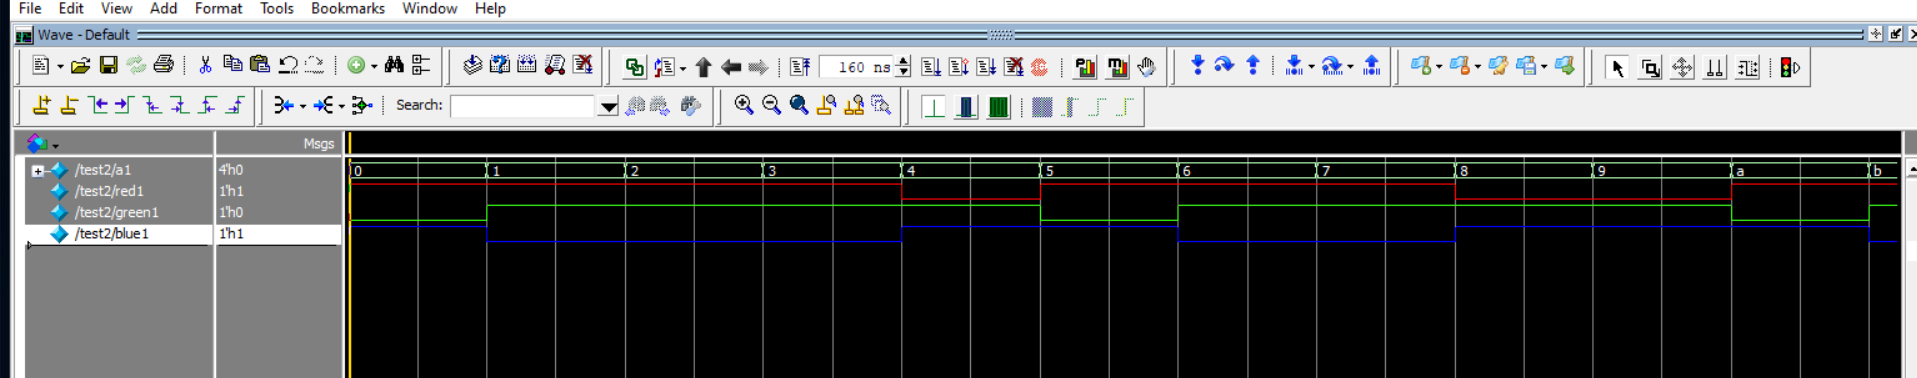 File Edit View Add Format Tools Bookmarks Window Help
Wave - Default
160 ns
Search:
Msgs
/test2/a1 4'h0 0 1 2 3 4 5 6 7 8 9 a b
/test2/red1 1'h1
/test2/green1 1'h0
/test2/blue1 1'h1